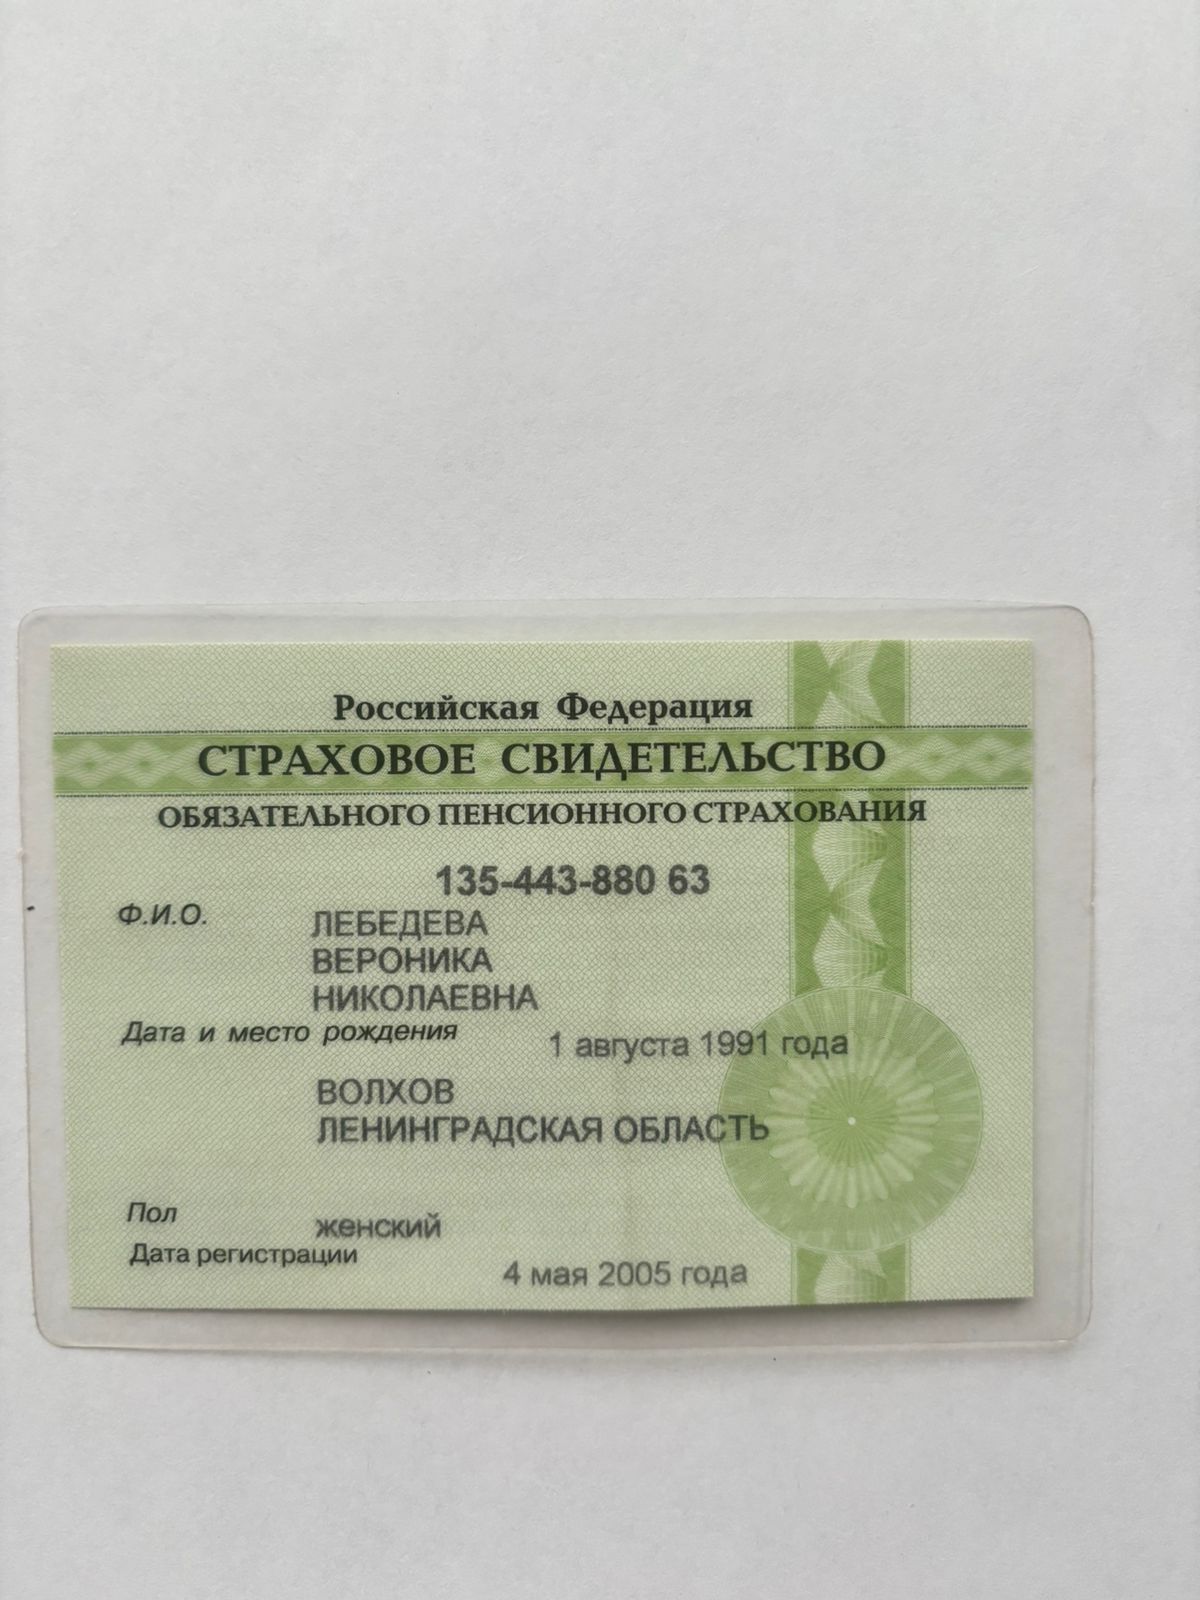 Российская Федерация
СТРАХОВОЕ СВИДЕТЕЛЬСТВО
ОБЯЗАТЕЛЬНОГО ПЕНСИОННОГО СТРАХОВАНИЯ
135-443-880 63
Ф.И.О.
ЛЕБЕДЕВА
ВЕРОНИКА
НИКОЛАЕВНА
Дата и место рождения
1 августа 1991 года
ВОЛХОВ
ЛЕНИНГРАДСКАЯ ОБЛАСТЬ
Пол
женский
Дата регистрации
4 мая 2005 года